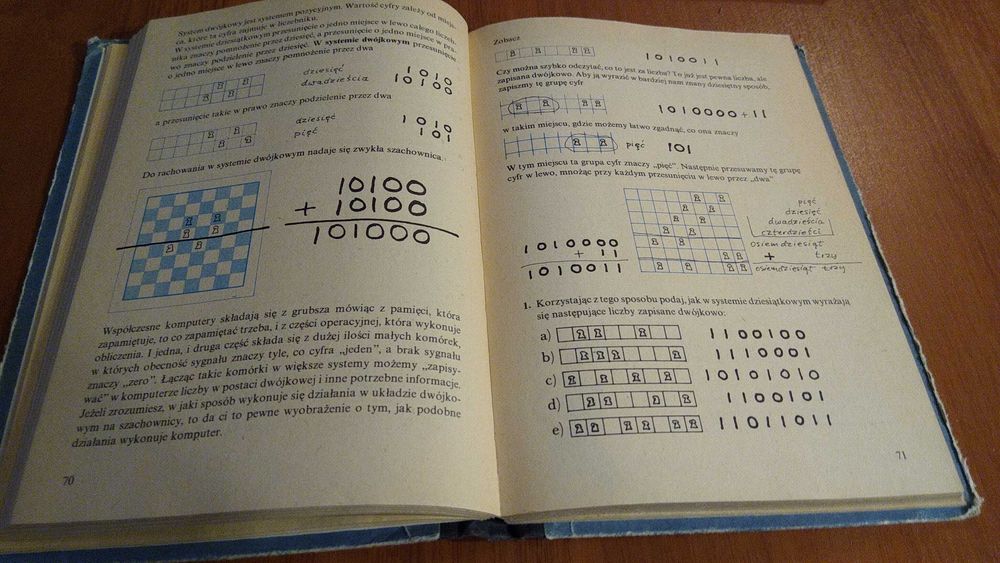 System dwójkowy jest systemem pozycyjnym. Wartość cyfry zależy od miejs-
ca, które ta cyfra zajmuje w liczebniku.
W systemie dziesiątkowym przesunięcie o jedno miejsce w lewo całego liczeb-
nika znaczy pomnożenie przez dziesięć, a przesunięcie o jedno miejsce w pra-
wo znaczy podzielenie przez dziesięć. W systemie dwójkowym przesunięcie
o jedno miejsce w lewo znaczy pomnożenie przez dwa
dziesięć 1010
dwadzieścia 10100
a przesunięcie takie w prawo znaczy podzielenie przez dwa
dziesięć 1010
pięć 101
Do rachowania w systemie dwójkowym nadaje się zwykła szachownica.
10100
+ 10100
101000
Współczesne komputery składają się z grubsza mówiąc z pamięci, która
zapamiętuje, to co zapamiętać trzeba, i z części operacyjnej, która wykonuje
obliczenia. I jedna, i druga część składa się z dużej ilości małych komórek,
w których obecność sygnału znaczy tyle, co cyfra „jeden”, a brak sygnału
znaczy „zero”. Łącząc takie komórki w większe systemy możemy „zapisy-
wać” w komputerze liczby w postaci dwójkowej i inne potrzebne informacje.
Jeżeli zrozumiesz, w jaki sposób wykonuje się działania w układzie dwójko-
wym na szachownicy, to da ci to pewne wyobrażenie o tym, jak podobne
działania wykonuje komputer.
70
Zobacz
1010011
Czy można szybko odczytać, co to jest za liczba? To już jest pewna liczba, ale
zapisana dwójkowo. Aby ją wyrazić w bardziej nam znany dziesiętny sposób,
zapiszmy tę grupę cyfr
1010000+11
w takim miejscu, gdzie możemy łatwo zgadnąć, co ona znaczy
pięć 101
W tym miejscu ta grupa cyfr znaczy „pięć”. Następnie przesuwamy tę grupę
cyfr w lewo, mnożąc przy każdym przesunięciu w lewo przez „dwa”
pięć
dziesięć
dwadzieścia
czterdzieści
1010000 osiemdziesiąt
+ 11 + trzy
1010011 osiemdziesiąt trzy
1. Korzystając z tego sposobu podaj, jak w systemie dziesiątkowym wyrażają
się następujące liczby zapisane dwójkowo:
a) 1100100
b) 1110001
c) 10101010
d) 1100101
e) 11011011
71